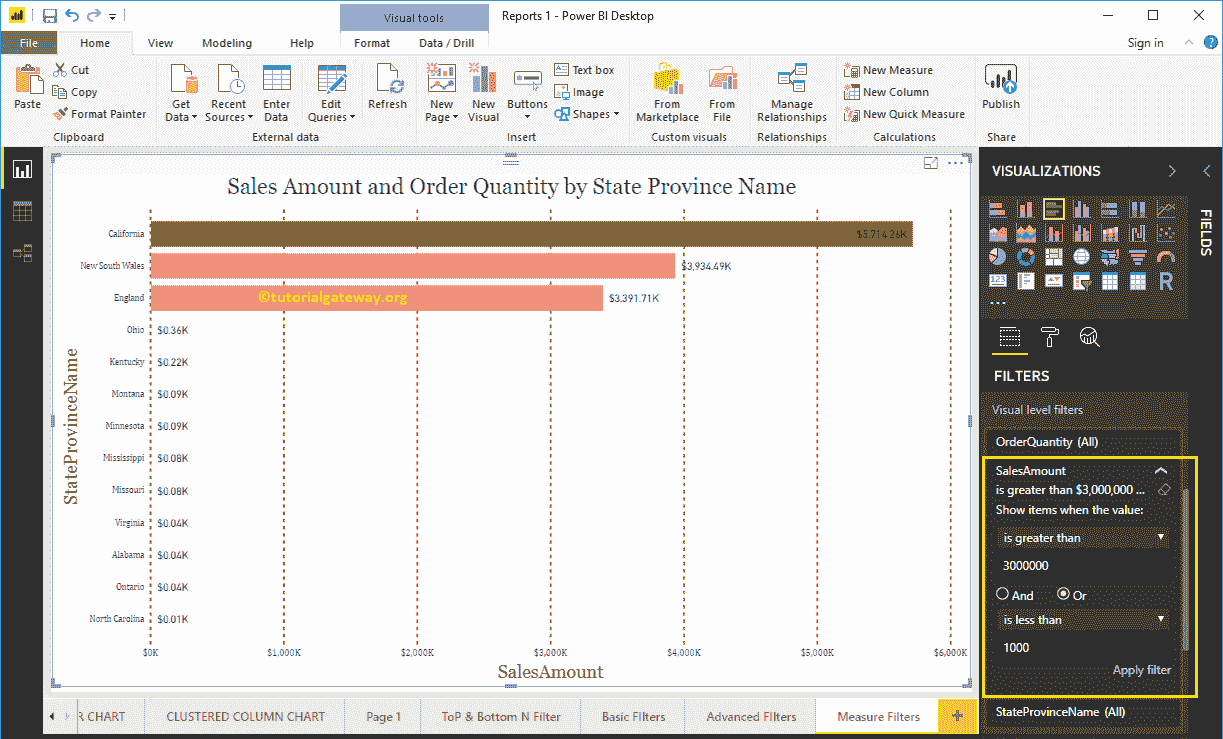 Visual tools
Reports 1 - Power BI Desktop
File
Home
View
Modeling
Help
Format
Data / Drill
Sign in
?
Paste
Cut
Copy
Format Painter
Clipboard
Get Data
Recent Sources
Enter Data
Edit Queries
External data
Refresh
New Page
New Visual
Buttons
Text box
Image
Shapes
Insert
From Marketplace
From File
Custom visuals
Manage Relationships
Relationships
New Measure
New Column
New Quick Measure
Calculations
Publish
Share
Sales Amount and Order Quantity by State Province Name
StateProvinceName
California $5,714.26K
New South Wales $3,934.49K
England ©tutorialgateway.org $3,391.71K
Ohio $0.36K
Kentucky $0.22K
Montana $0.09K
Minnesota $0.09K
Mississippi $0.08K
Missouri $0.08K
Virginia $0.04K
Alabama $0.04K
Ontario $0.04K
North Carolina $0.01K
$0K $1,000K $2,000K $3,000K $4,000K $5,000K $6,000K
SalesAmount
VISUALIZATIONS
FIELDS
123
R
FILTERS
Visual level filters
OrderQuantity (All)
SalesAmount
is greater than $3,000,000 ...
Show items when the value:
is greater than
3000000
And Or
is less than
1000
Apply filter
StateProvinceName (All)
R CHART
CLUSTERED COLUMN CHART
Page 1
ToP & Bottom N Filter
Basic FIlters
Advanced FIlters
Measure Filters
+